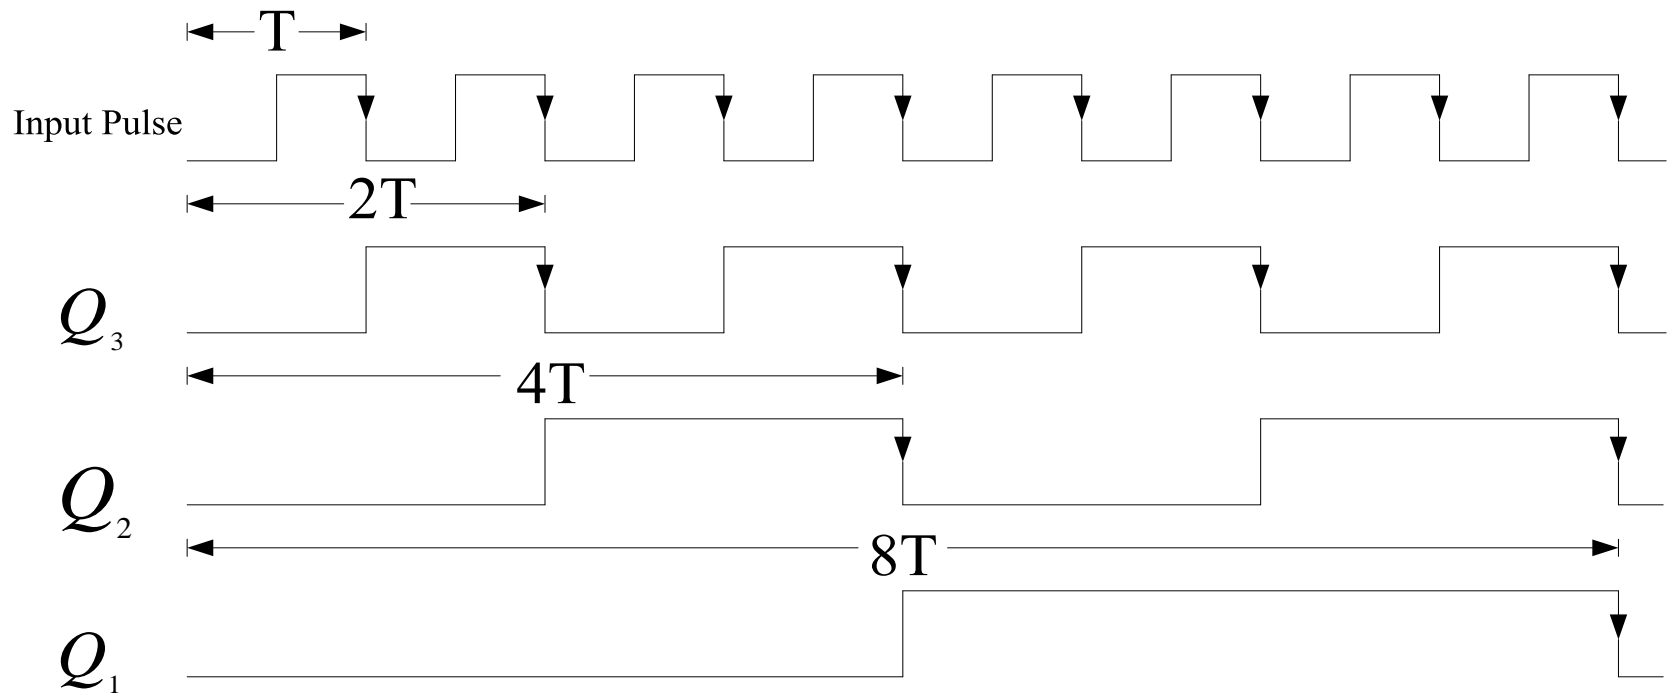 T
Input Pulse
2T
Q₃
4T
Q₂
8T
Q₁